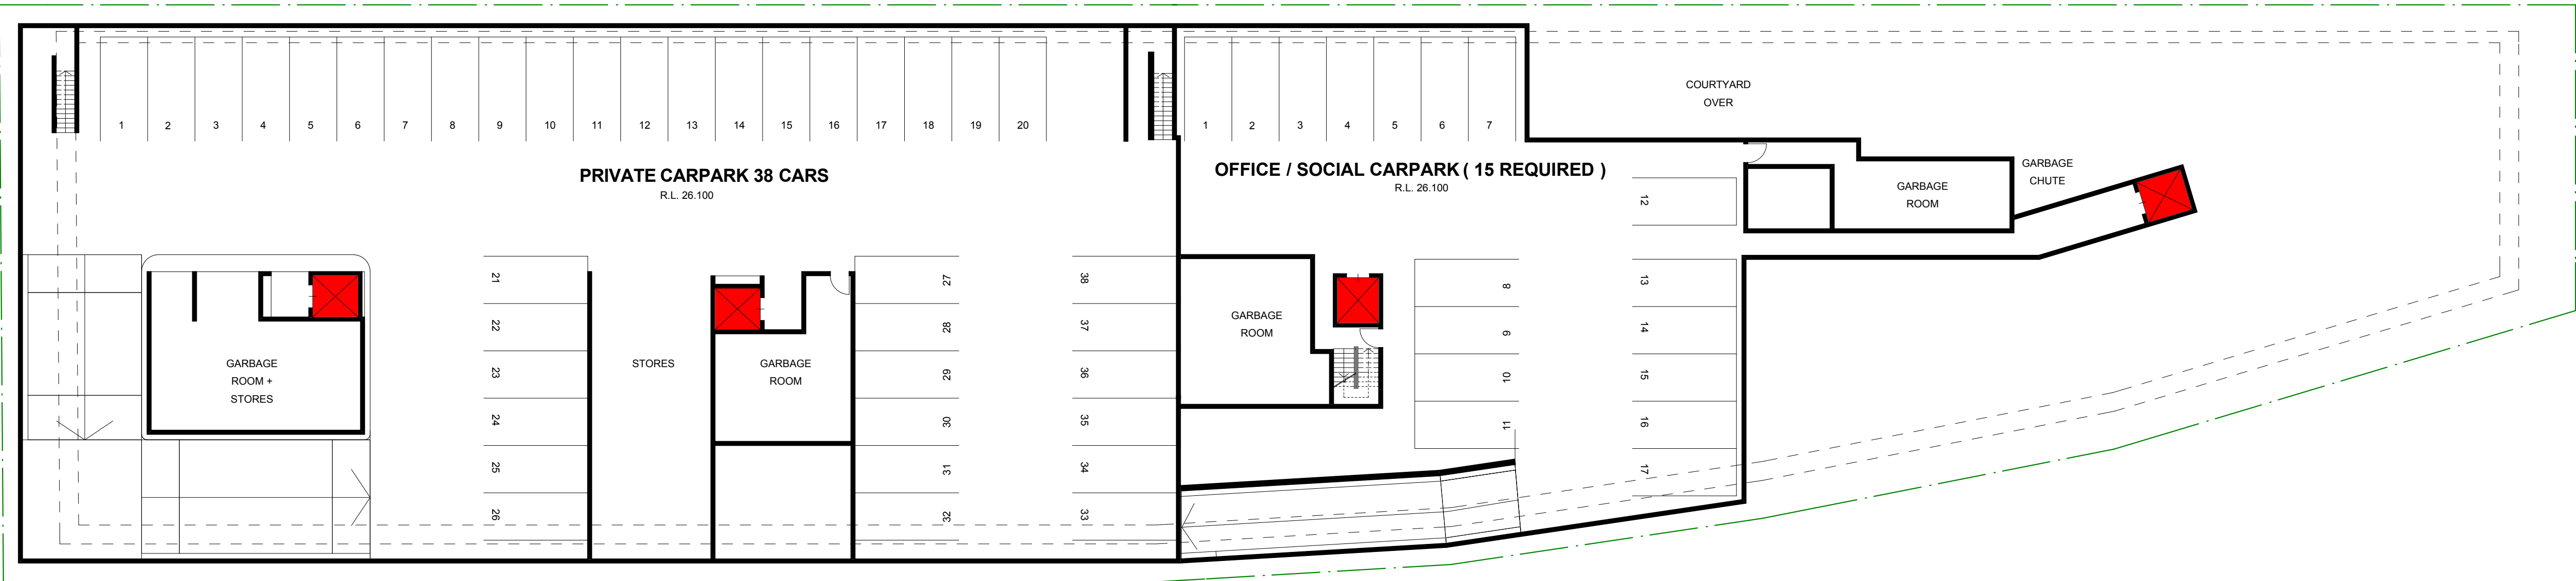 COURTYARD
OVER
1 2 3 4 5 6 7 8 9 10 11 12 13 14 15 16 17 18 19 20
1 2 3 4 5 6 7
PRIVATE CARPARK 38 CARS
R.L. 26.100
OFFICE / SOCIAL CARPARK ( 15 REQUIRED )
R.L. 26.100
GARBAGE
CHUTE
GARBAGE
ROOM
12
GARBAGE
ROOM +
STORES
21
22
23
24
25
26
STORES
GARBAGE
ROOM
27
28
29
30
31
32
38
37
36
35
34
33
GARBAGE
ROOM
8
9
10
11
13
14
15
16
17